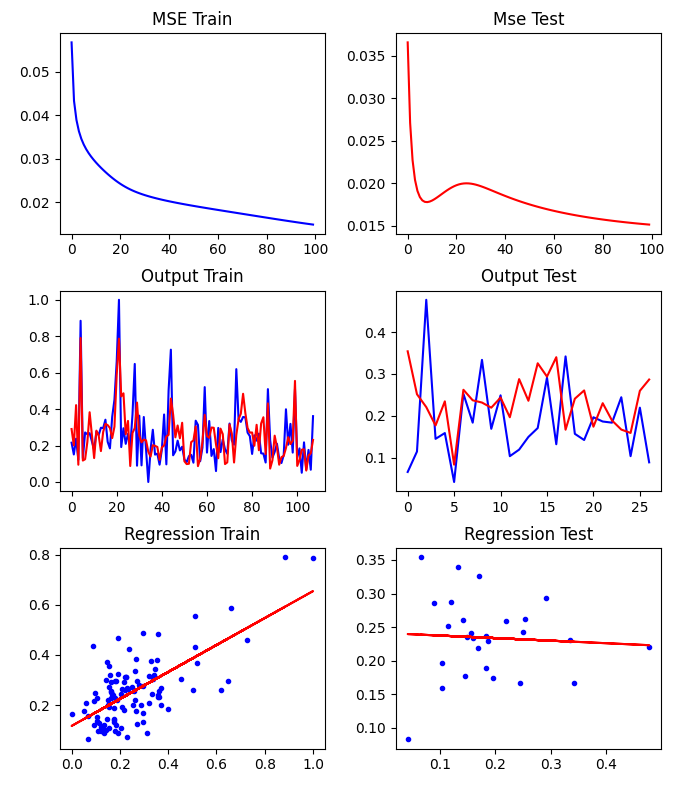 MSE Train
Mse Test
0.05
0.04
0.03
0.02
0 20 40 60 80 100
0.035
0.030
0.025
0.020
0.015
0 20 40 60 80 100
Output Train
Output Test
1.0
0.8
0.6
0.4
0.2
0.0
0 20 40 60 80 100
0.4
0.3
0.2
0.1
0 5 10 15 20 25
Regression Train
Regression Test
0.8
0.6
0.4
0.2
0.0 0.2 0.4 0.6 0.8 1.0
0.35
0.30
0.25
0.20
0.15
0.10
0.1 0.2 0.3 0.4